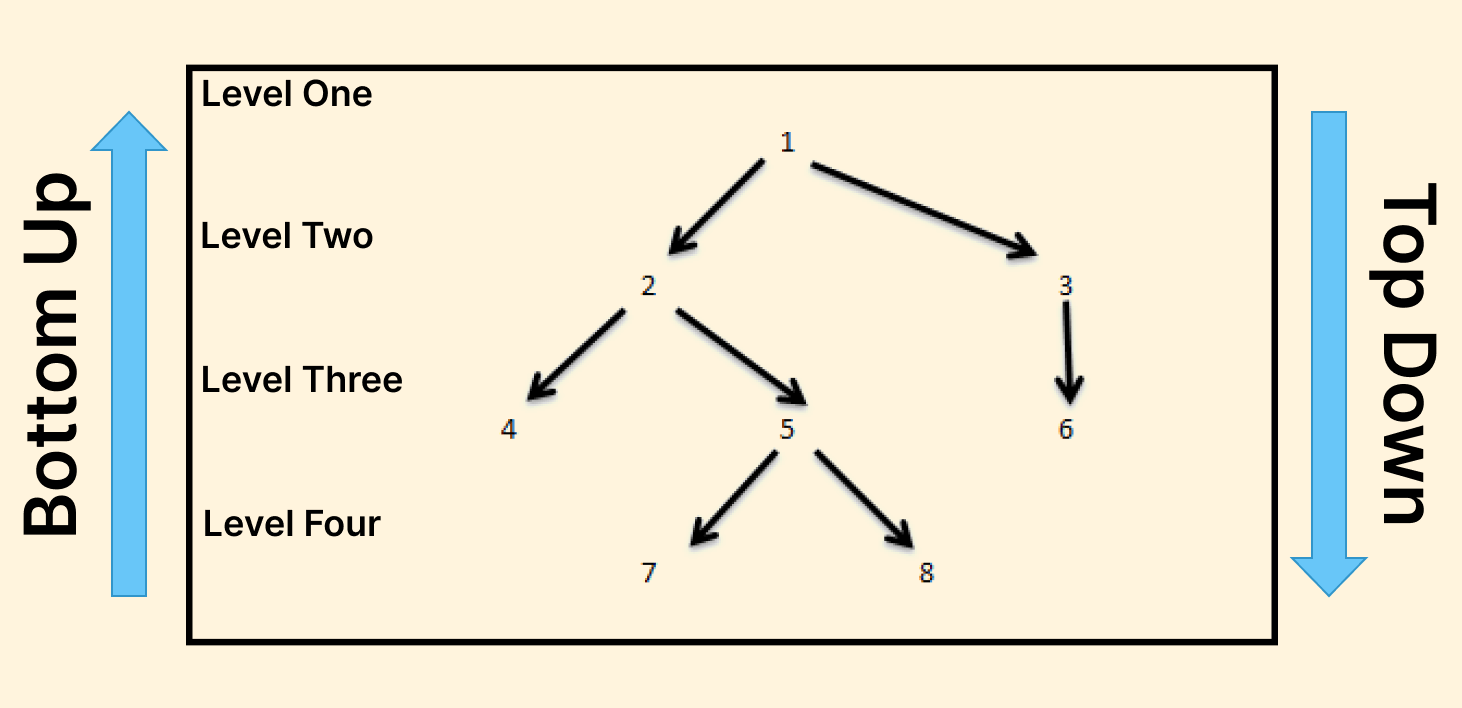 Level One
1
Level Two
2 3
Level Three
4 5 6
Level Four
7 8
Bottom Up
Top Down